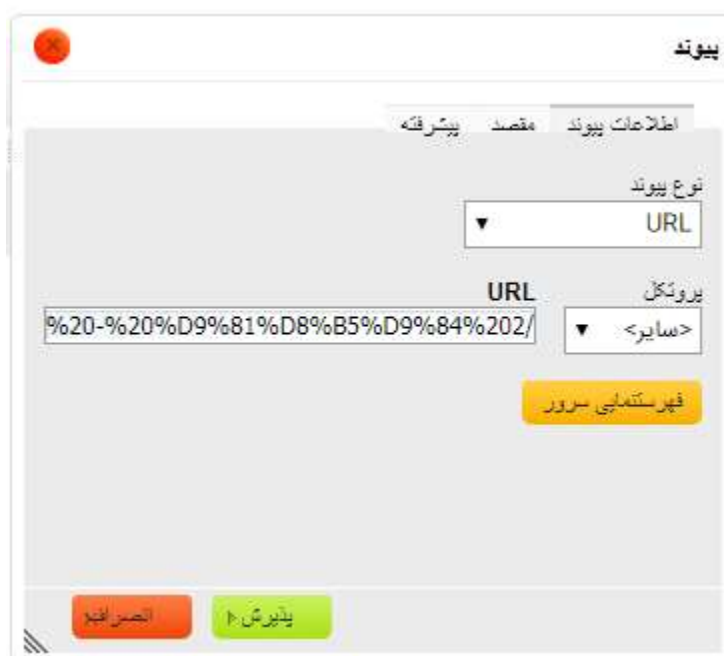 پیوند
اطلاعات پیوند مقصد پیشرفته
نوع پیوند
URL
پروتکل URL
<سایر> %20-%20%D9%81%D8%B5%D9%84%202/
فهرستنمایی سرور
پذیرش انصراف